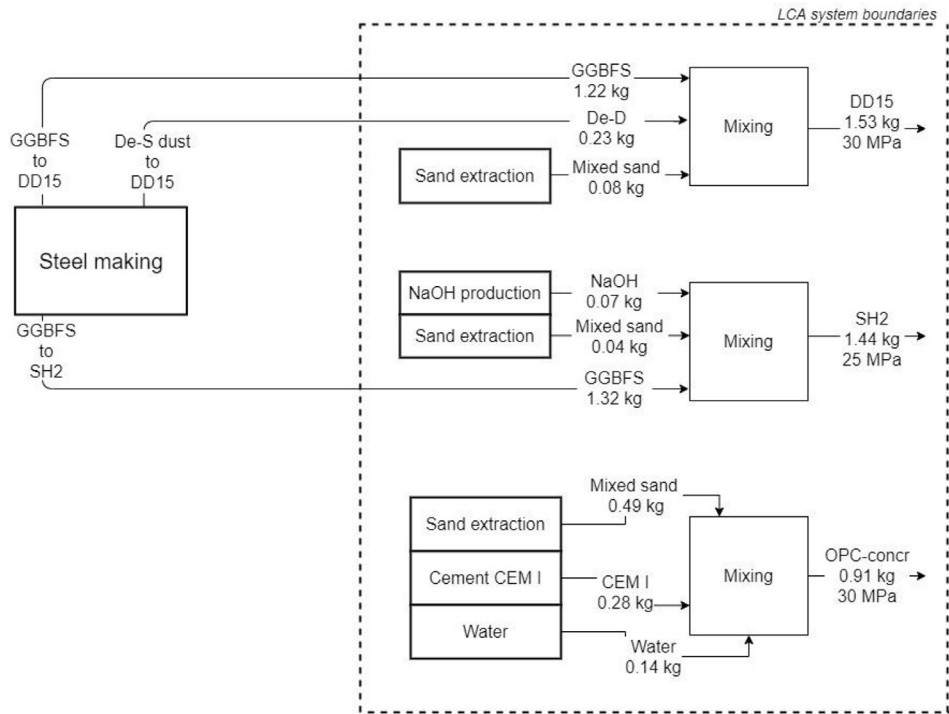 LCA system boundaries
GGBFS
1.22 kg
De-D
0.23 kg
Sand extraction
Mixed sand
0.08 kg
Mixing
DD15
1.53 kg
30 MPa
GGBFS
to
DD15
De-S dust
to
DD15
Steel making
GGBFS
to
SH2
NaOH production
NaOH
0.07 kg
Sand extraction
Mixed sand
0.04 kg
GGBFS
1.32 kg
Mixing
SH2
1.44 kg
25 MPa
Mixed sand
0.49 kg
Sand extraction
Cement CEM I
CEM I
0.28 kg
Water
Water
0.14 kg
Mixing
OPC-concr
0.91 kg
30 MPa